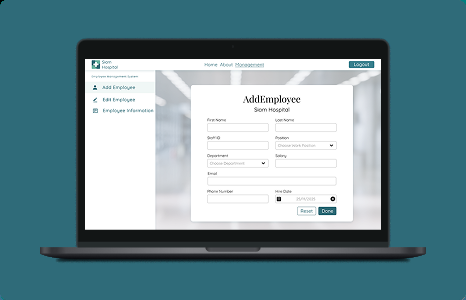 Siam
Hospital
Home About Management
Logout
Employee Management System
Add Employee
Edit Employee
Employee Information
AddEmployee
Siam Hospital
First Name
Last Name
Staff ID
Position
Choose Work Position
Department
Salary
Choose Department
Email
Phone Number
Hire Date
Reset
Done